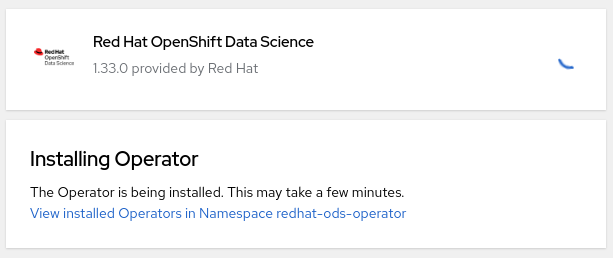 Red Hat
OpenShift
Data Science
Red Hat OpenShift Data Science
1.33.0 provided by Red Hat
Installing Operator
The Operator is being installed. This may take a few minutes.
View installed Operators in Namespace redhat-ods-operator